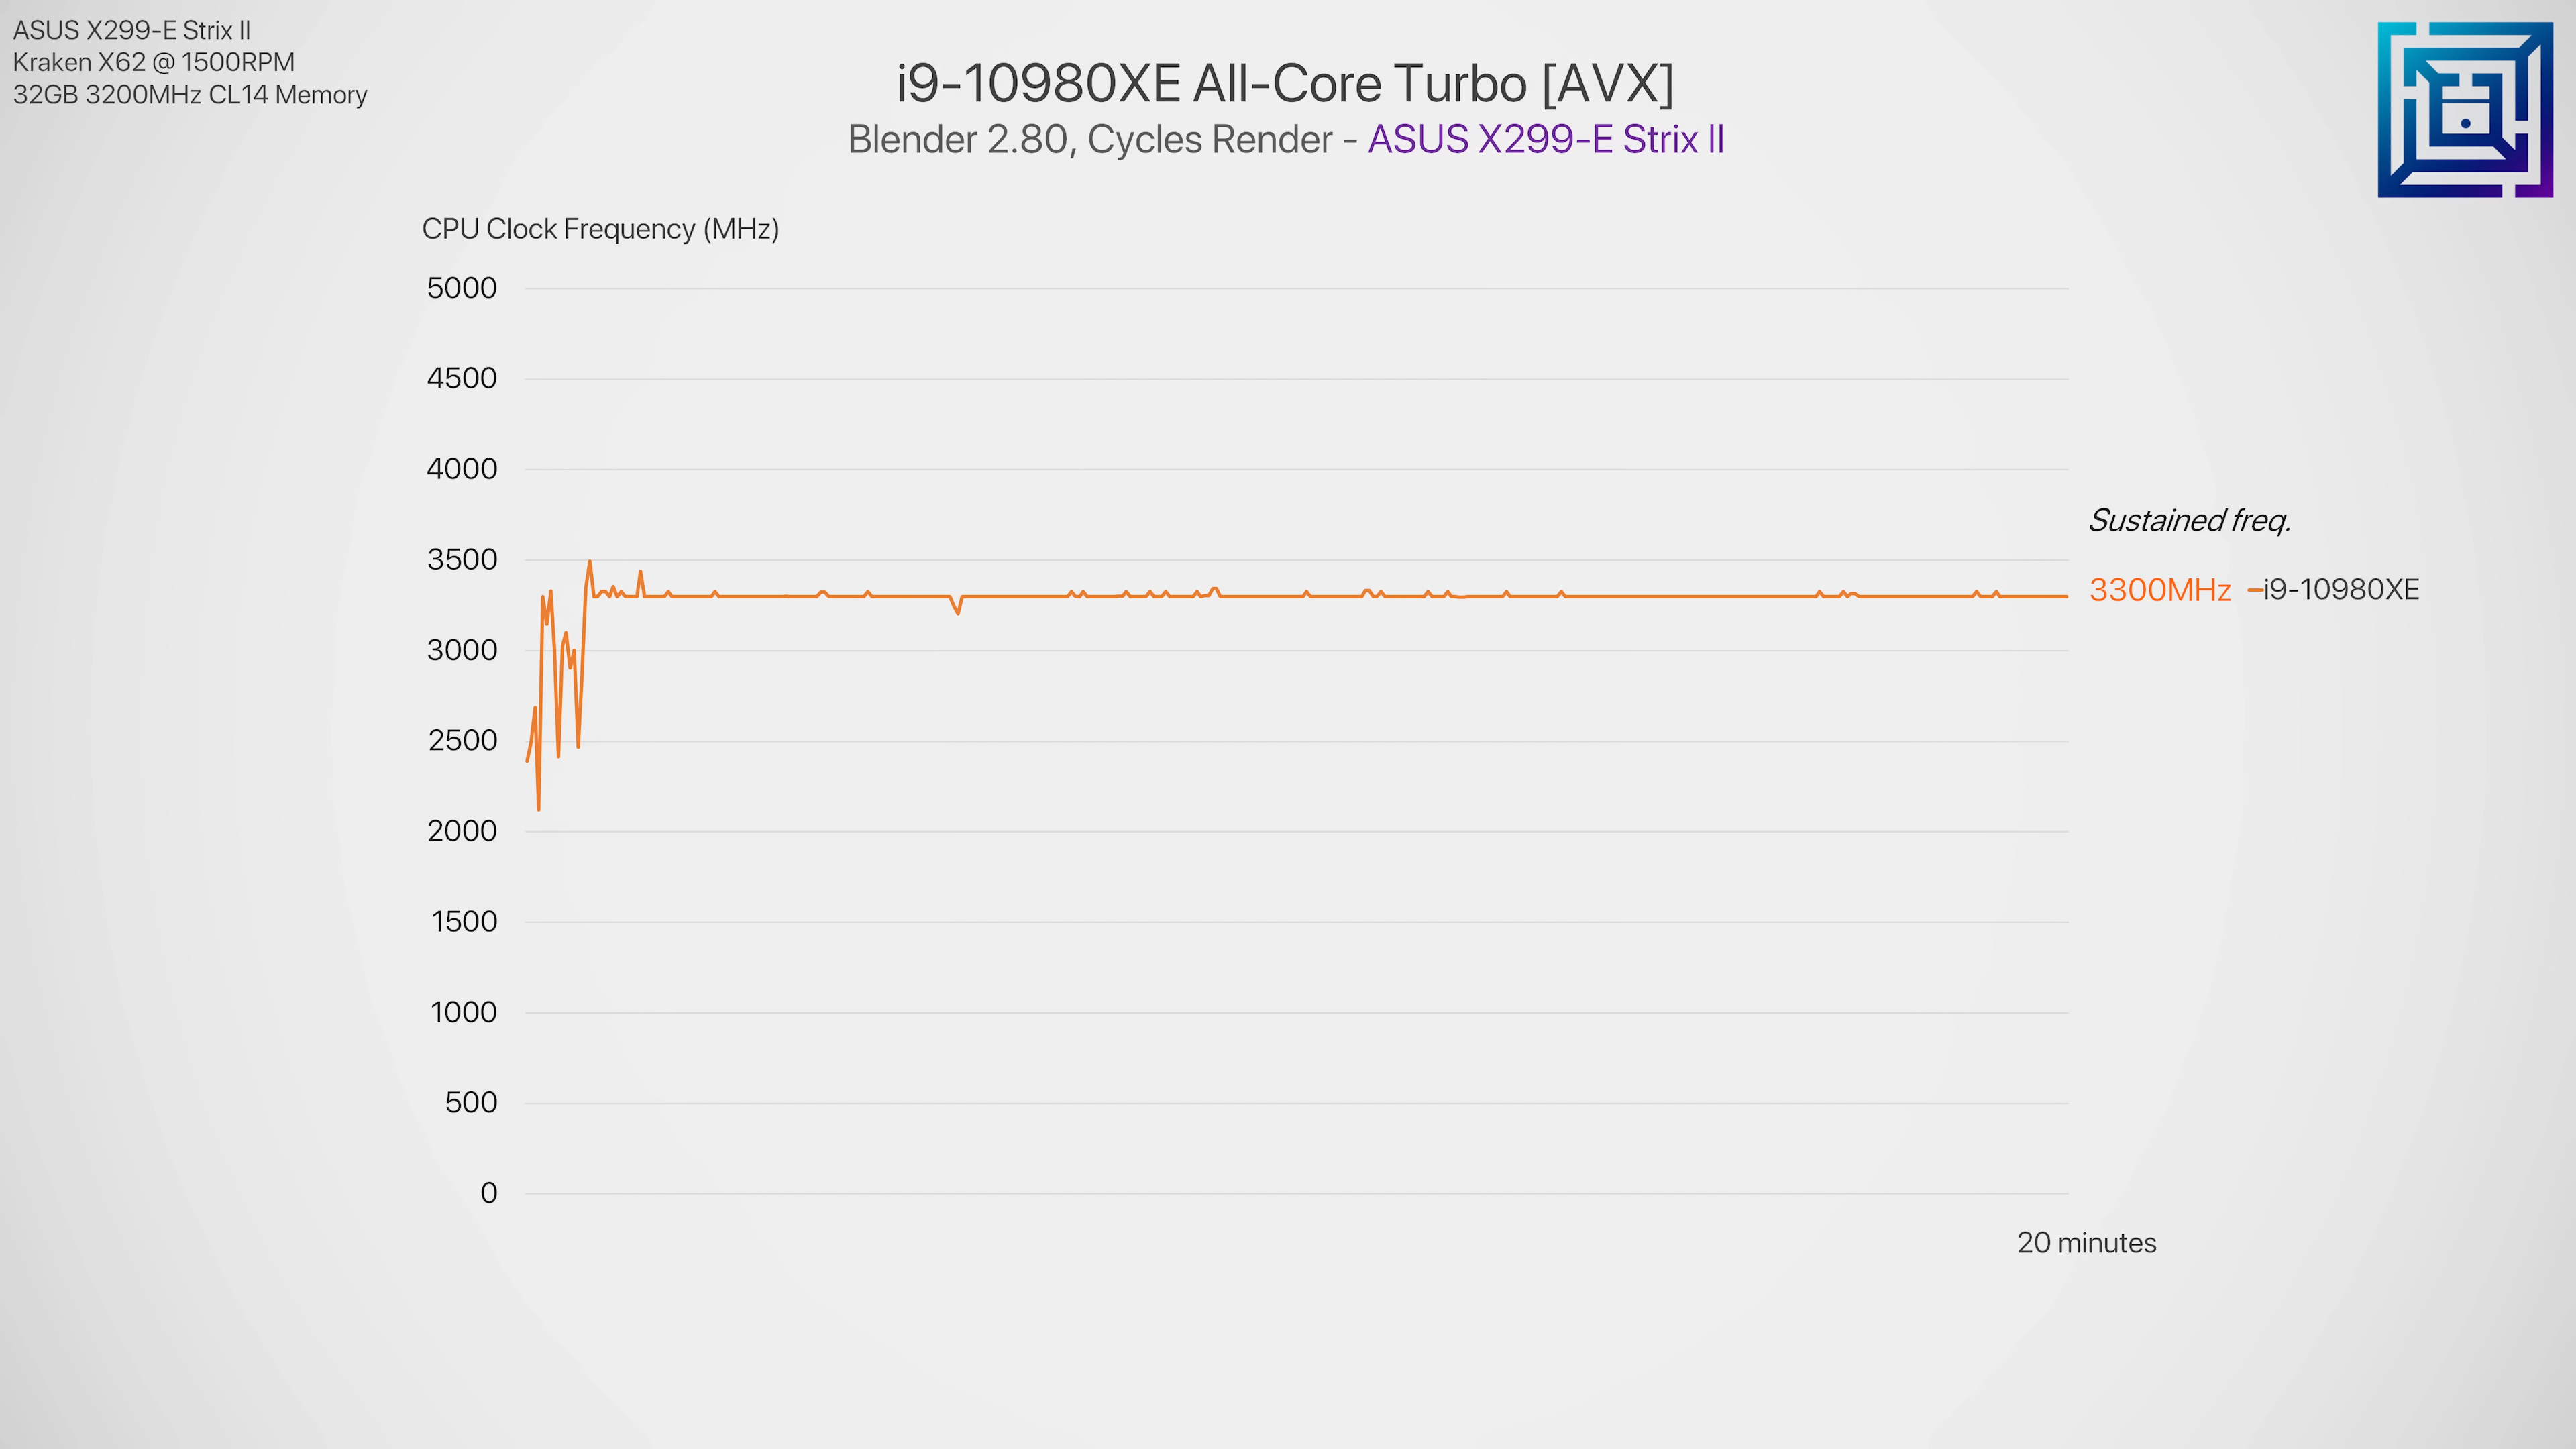 ASUS X299-E Strix II
Kraken X62 @ 1500RPM
32GB 3200MHz CL14 Memory
i9-10980XE All-Core Turbo [AVX]
Blender 2.80, Cycles Render - ASUS X299-E Strix II
CPU Clock Frequency (MHz)
5000
4500
4000
3500
3000
2500
2000
1500
1000
500
0
Sustained freq.
3300MHz i9-10980XE
20 minutes